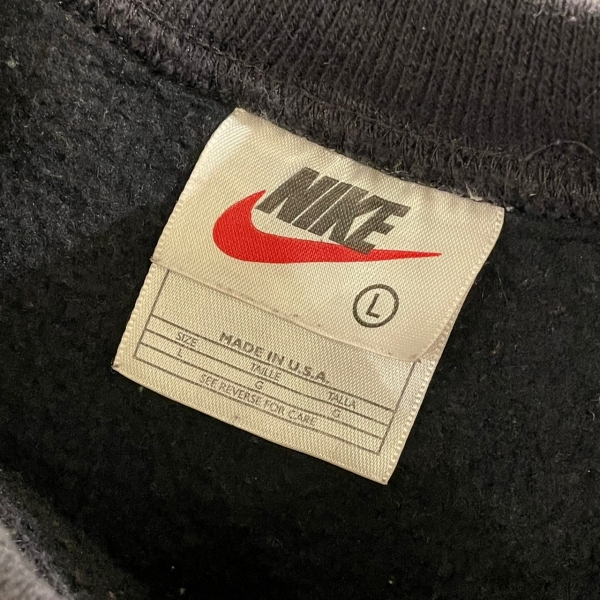 NIKE
L
MADE IN U.S.A.
SIZE TAILLE TALLA
L G G
SEE REVERSE FOR CARE